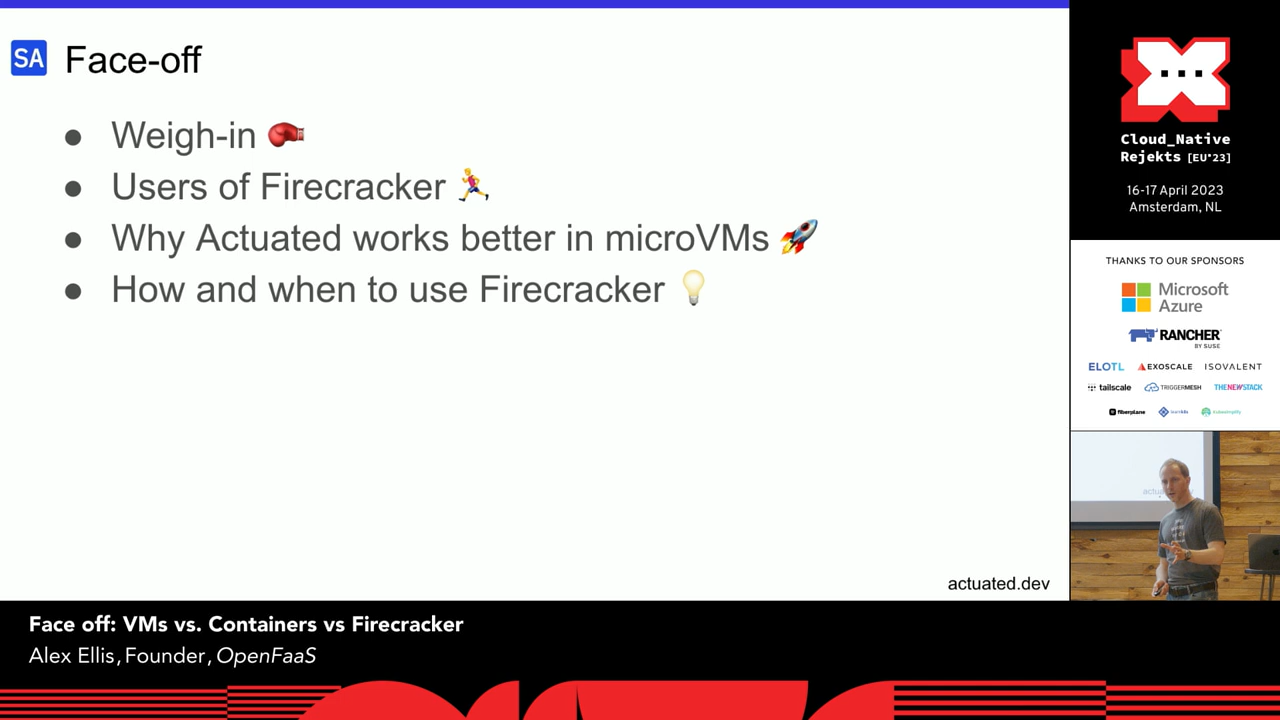 SA Face-off
● Weigh-in 🥊
● Users of Firecracker 🏃
● Why Actuated works better in microVMs 🚀
● How and when to use Firecracker 💡
actuated.dev
Cloud_Native
Rejekts [EU*23]
16-17 April 2023
Amsterdam, NL
THANKS TO OUR SPONSORS
Microsoft
Azure
RANCHER
BY SUSE
ELOTL EXOSCALE ISOVALENT
tailscale TRIGGERMESH THENEWSTACK
fiberplane kubesimplify
Face off: VMs vs. Containers vs Firecracker
Alex Ellis, Founder, OpenFaaS